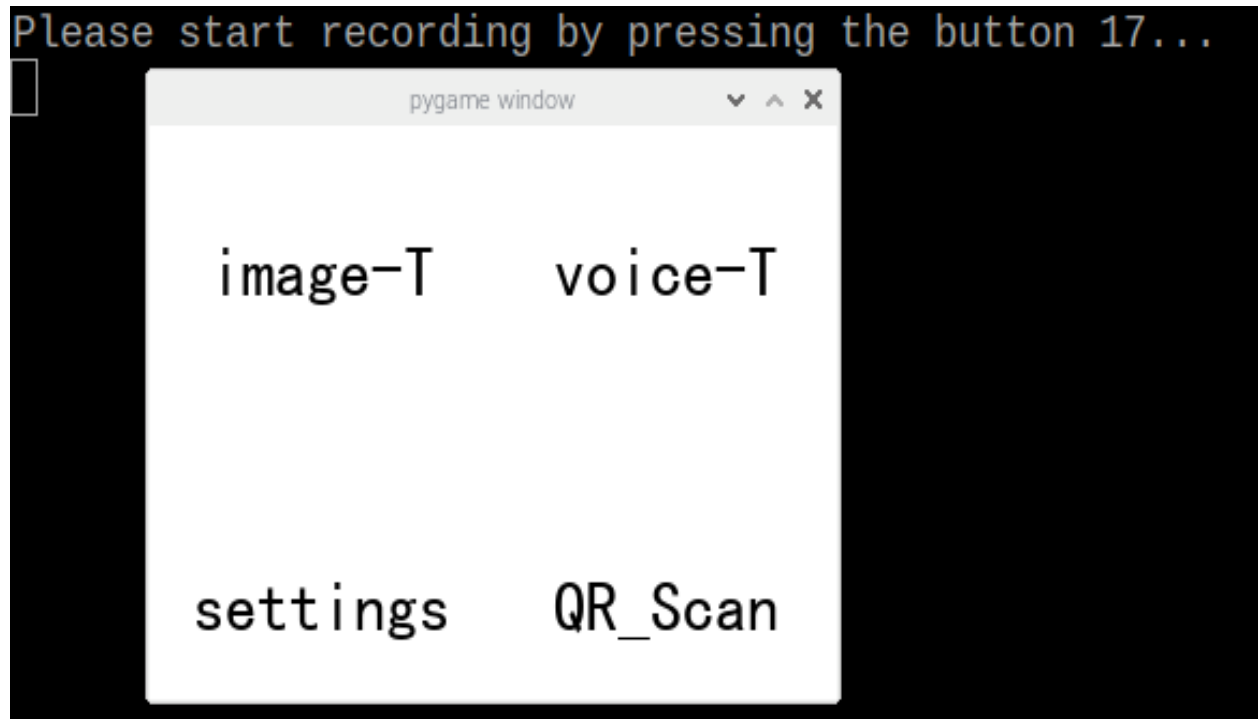 Please start recording by pressing the button 17...
pygame window
image-T voice-T
settings QR_Scan